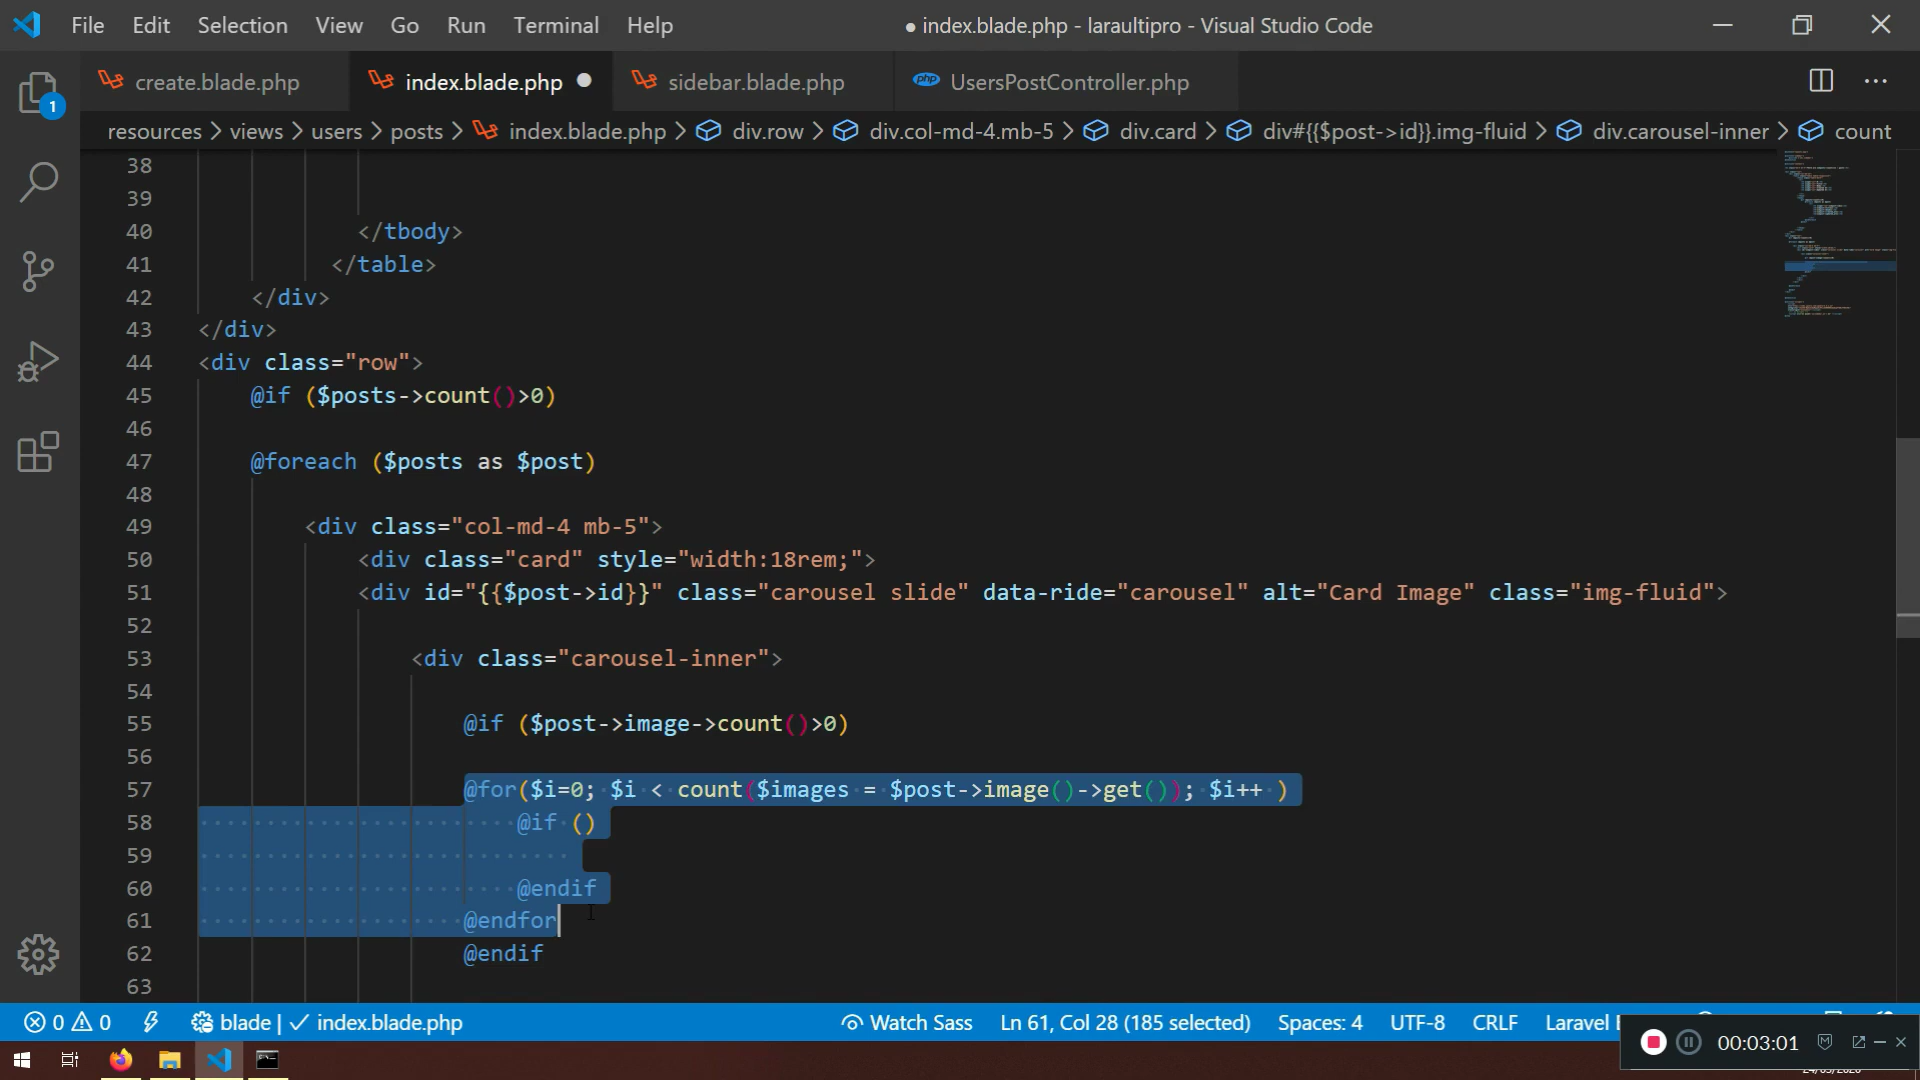 File Edit Selection View Go Run Terminal Help ● index.blade.php - laraultipro - Visual Studio Code
create.blade.php index.blade.php ● sidebar.blade.php php UsersPostController.php ···
1
resources > views > users > posts > index.blade.php > div.row > div.col-md-4.mb-5 > div.card > div#{{$post->id}}.img-fluid > div.carousel-inner > count
38
39
40 </tbody>
41 </table>
42 </div>
43 </div>
44 <div class="row">
45 @if ($posts->count()>0)
46
47 @foreach ($posts as $post)
48
49 <div class="col-md-4 mb-5">
50 <div class="card" style="width:18rem;">
51 <div id="{{$post->id}}" class="carousel slide" data-ride="carousel" alt="Card Image" class="img-fluid">
52
53 <div class="carousel-inner">
54
55 @if ($post->image->count()>0)
56
57 @for($i=0; $i < count($images = $post->image()->get()); $i++ )
58 @if ()
59
60 @endif
61 @endfor
62 @endif
63
0 0 blade | ✓ index.blade.php Watch Sass Ln 61, Col 28 (185 selected) Spaces: 4 UTF-8 CRLF Laravel
00:03:01